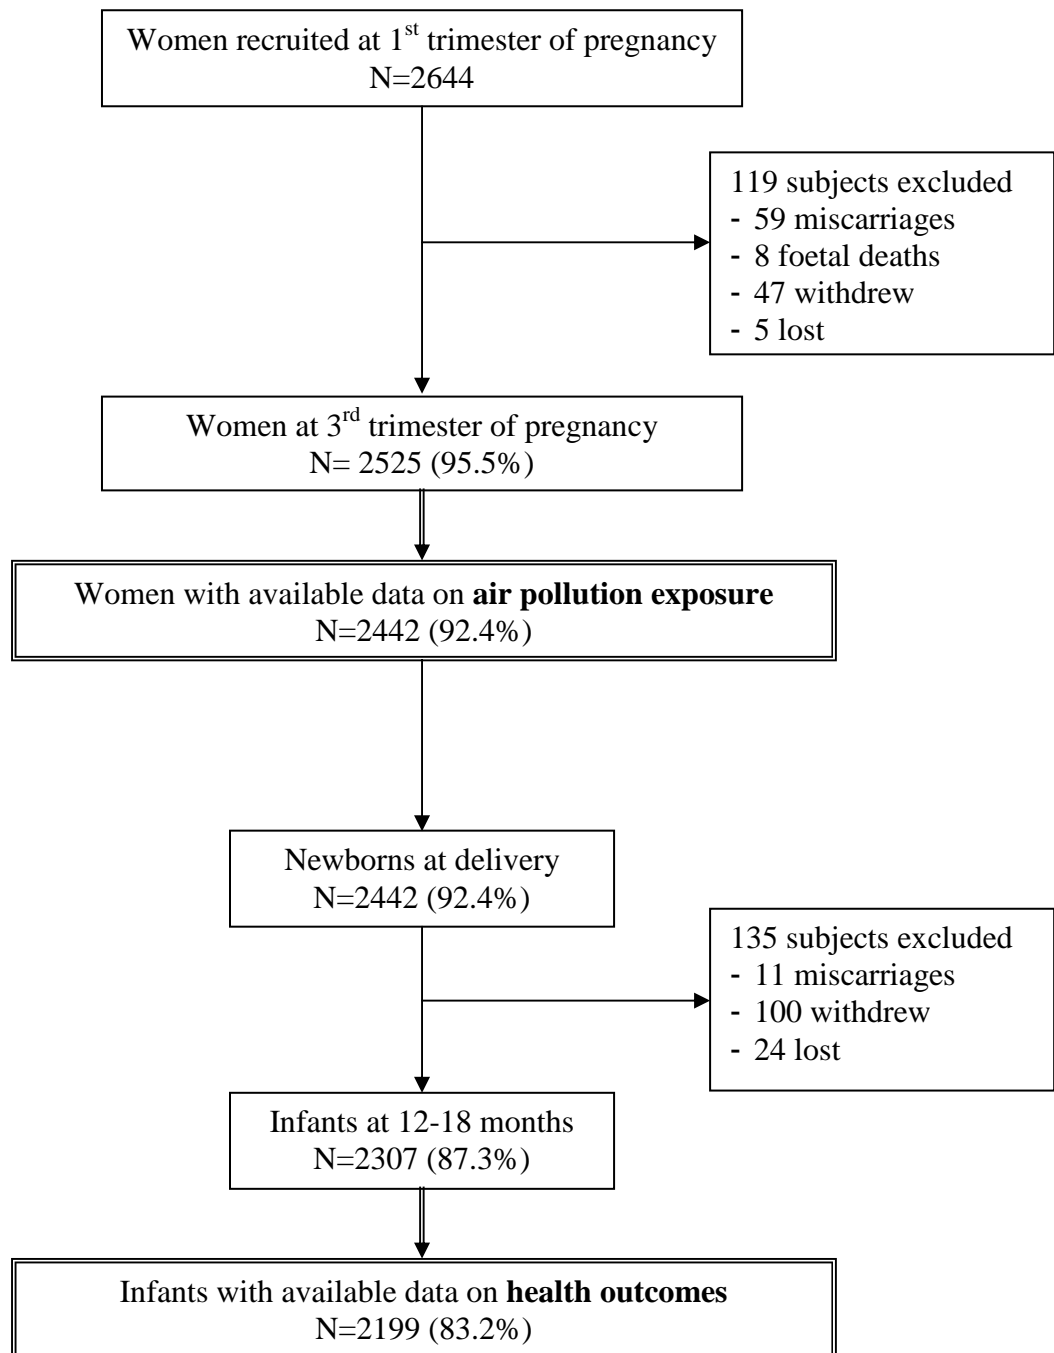 Women recruited at 1st trimester of pregnancy
N=2644
119 subjects excluded
- 59 miscarriages
- 8 foetal deaths
- 47 withdrew
- 5 lost
Women at 3rd trimester of pregnancy
N= 2525 (95.5%)
Women with available data on air pollution exposure
N=2442 (92.4%)
Newborns at delivery
N=2442 (92.4%)
135 subjects excluded
- 11 miscarriages
- 100 withdrew
- 24 lost
Infants at 12-18 months
N=2307 (87.3%)
Infants with available data on health outcomes
N=2199 (83.2%)